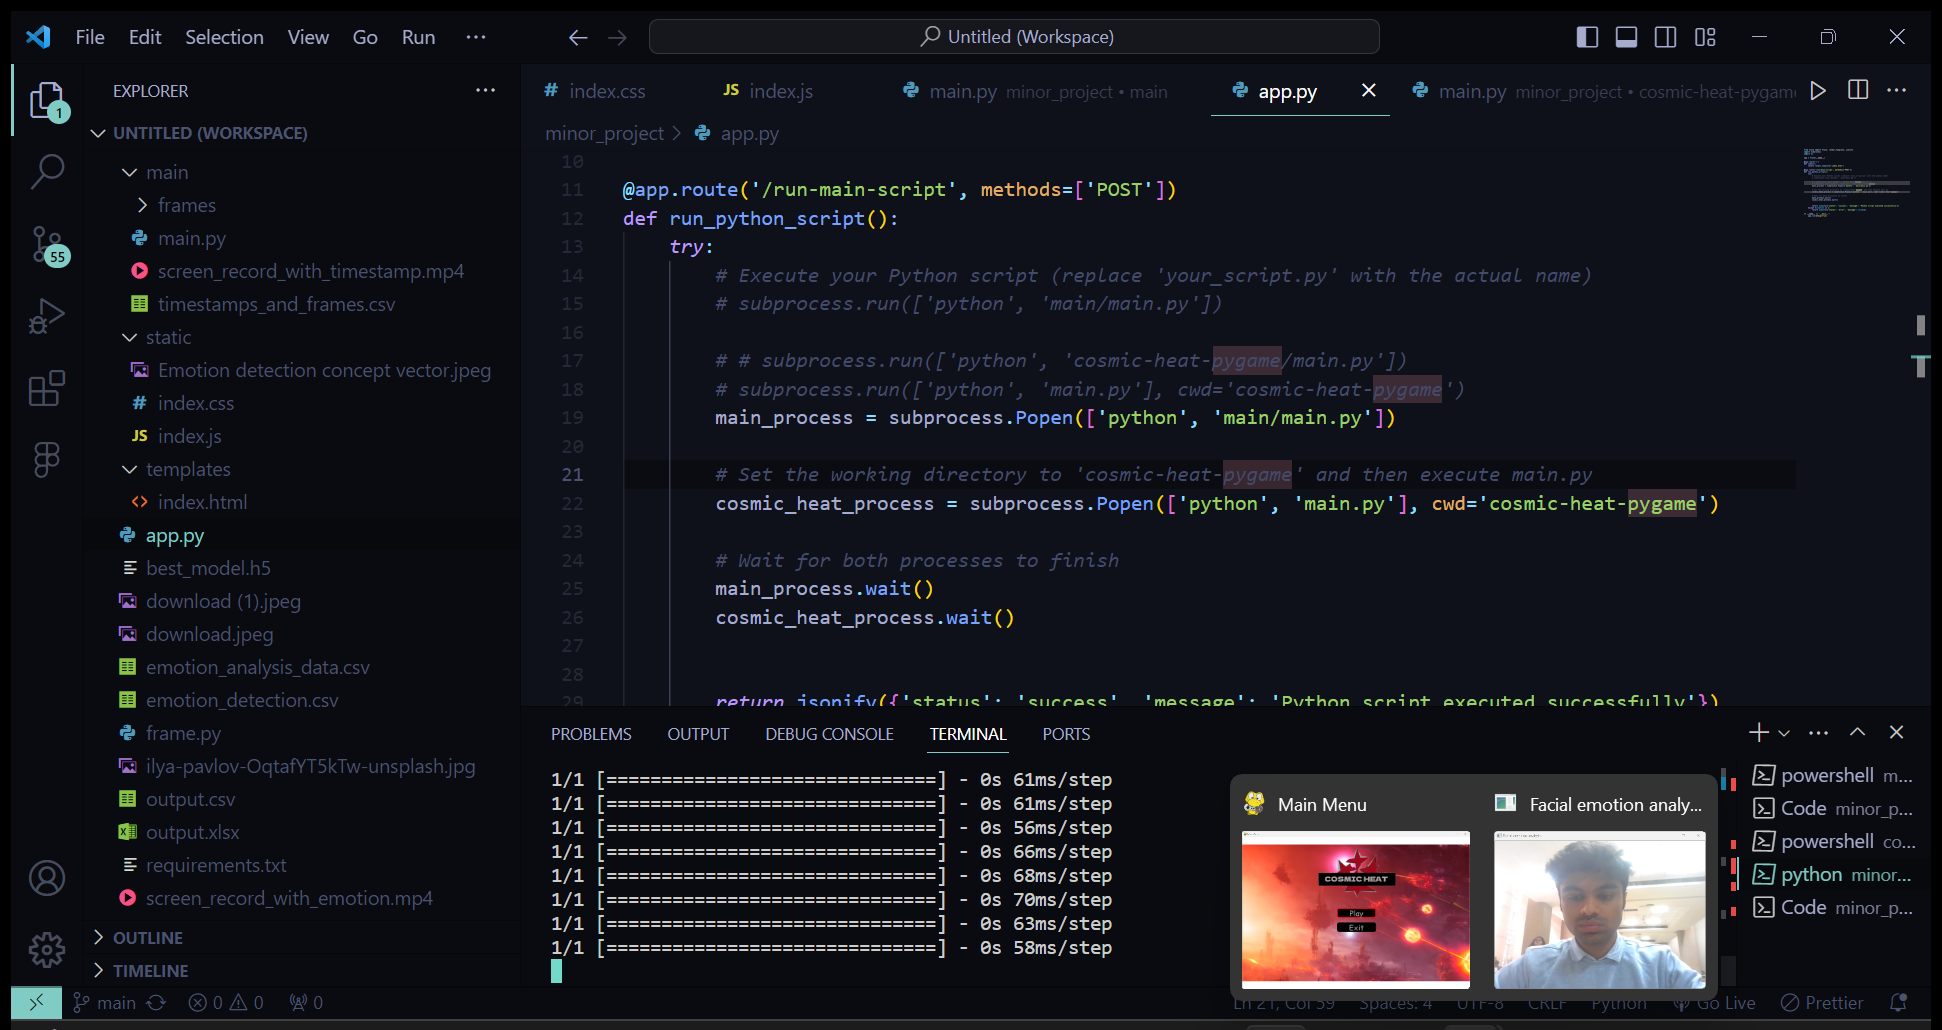 File Edit Selection View Go Run ···
Untitled (Workspace)
EXPLORER
UNTITLED (WORKSPACE)
main
frames
main.py
screen_record_with_timestamp.mp4
timestamps_and_frames.csv
static
Emotion detection concept vector.jpeg
# index.css
JS index.js
templates
<> index.html
app.py
best_model.h5
download (1).jpeg
download.jpeg
emotion_analysis_data.csv
emotion_detection.csv
frame.py
ilya-pavlov-OqtafYT5kTw-unsplash.jpg
output.csv
output.xlsx
requirements.txt
screen_record_with_emotion.mp4
OUTLINE
TIMELINE
1
55
# index.css
JS index.js
main.py minor_project • main
app.py
main.py minor_project • cosmic-heat-pygame
minor_project > app.py
10
11 @app.route('/run-main-script', methods=['POST'])
12 def run_python_script():
13 try:
14 # Execute your Python script (replace 'your_script.py' with the actual name)
15 # subprocess.run(['python', 'main/main.py'])
16
17 # # subprocess.run(['python', 'cosmic-heat-pygame/main.py'])
18 # subprocess.run(['python', 'main.py'], cwd='cosmic-heat-pygame')
19 main_process = subprocess.Popen(['python', 'main/main.py'])
20
21 # Set the working directory to 'cosmic-heat-pygame' and then execute main.py
22 cosmic_heat_process = subprocess.Popen(['python', 'main.py'], cwd='cosmic-heat-pygame')
23
24 # Wait for both processes to finish
25 main_process.wait()
26 cosmic_heat_process.wait()
27
28
29 return jsonify({'status': 'success', 'message': 'Python script executed successfully'})
PROBLEMS OUTPUT DEBUG CONSOLE TERMINAL PORTS
1/1 [==============================] - 0s 61ms/step
1/1 [==============================] - 0s 61ms/step
1/1 [==============================] - 0s 56ms/step
1/1 [==============================] - 0s 66ms/step
1/1 [==============================] - 0s 68ms/step
1/1 [==============================] - 0s 70ms/step
1/1 [==============================] - 0s 63ms/step
1/1 [==============================] - 0s 58ms/step
Main Menu
COSMIC HEAT
Play
Exit
Facial emotion analy...
powershell m...
Code minor_p...
powershell co...
python minor...
Code minor_p...
main 0 0 0
Ln 21, Col 59 Spaces: 4 UTF-8 CRLF Python Go Live Prettier